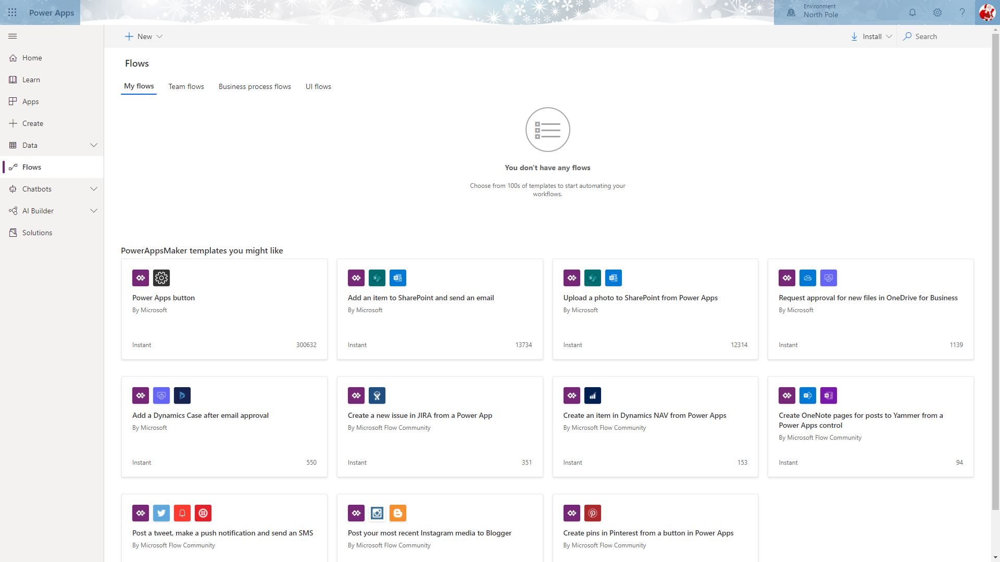 Power Apps
Environment
North Pole
New
Install
Search
Home
Learn
Apps
Create
Data
Flows
Chatbots
AI Builder
Solutions
Flows
My flows
Team flows
Business process flows
UI flows
You don't have any flows
Choose from 100s of templates to start automating your
workflows.
PowerAppsMaker templates you might like
Power Apps button
By Microsoft
Instant
300632
Add an item to SharePoint and send an email
By Microsoft
Instant
13734
Upload a photo to SharePoint from Power Apps
By Microsoft
Instant
12314
Request approval for new files in OneDrive for Business
By Microsoft
Instant
1139
Add a Dynamics Case after email approval
By Microsoft
Instant
550
Create a new issue in JIRA from a Power App
By Microsoft Flow Community
Instant
351
Create an item in Dynamics NAV from Power Apps
By Microsoft Flow Community
Instant
153
Create OneNote pages for posts to Yammer from a
Power Apps control
By Microsoft Flow Community
Instant
94
Post a tweet, make a push notification and send an SMS
By Microsoft Flow Community
Post your most recent Instagram media to Blogger
By Microsoft Flow Community
Create pins in Pinterest from a button in Power Apps
By Microsoft Flow Community